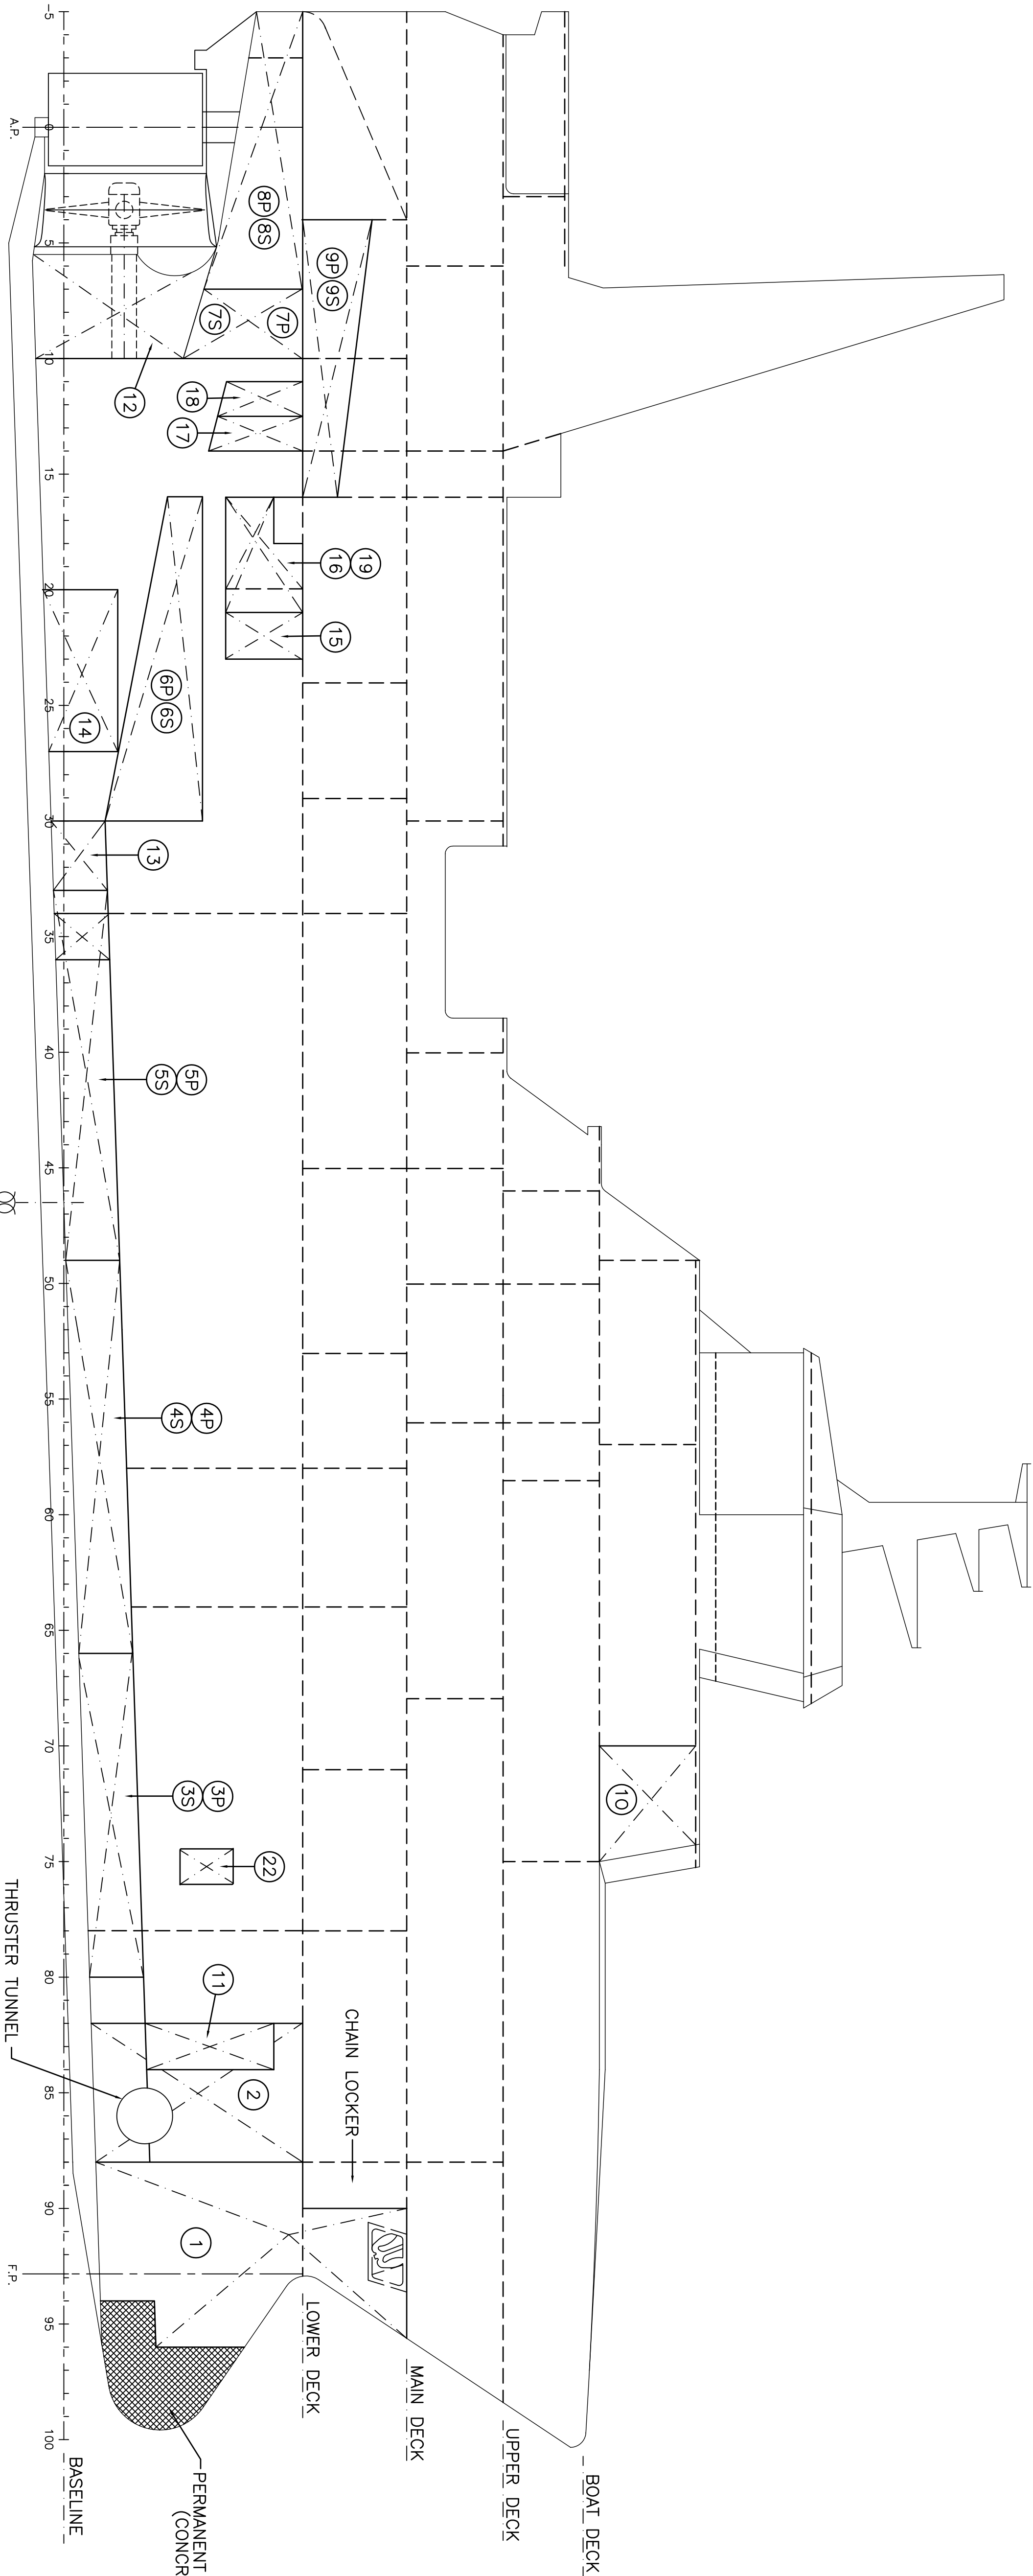 10
9P 9S
8P 8S
7P
7S
12
18
17
19
16
15
6P 6S
14
13
5P
5S
4P
4S
3P
3S
22
11
2
1
CHAIN LOCKER
BOAT DECK
UPPER DECK
MAIN DECK
LOWER DECK
BASELINE
PERMANENT
(CONCR
THRUSTER TUNNEL
A.P.
F.P.
-5 0 5 10 15 20 25 30 35 40 45 50 55 60 65 70 75 80 85 90 95 100